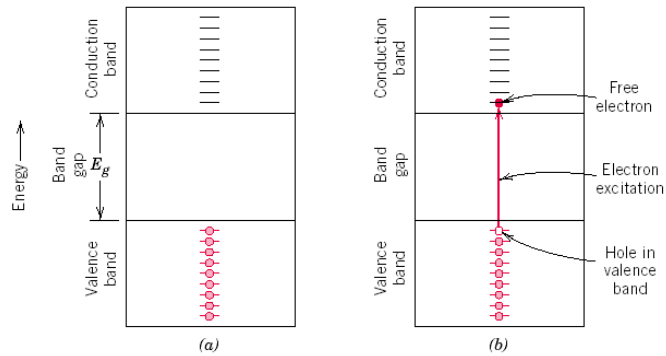 Energy
Conduction
band
Band
gap
E_g
Valence
band
(a)
Conduction
band
Band
gap
Valence
band
Free
electron
Electron
excitation
Hole in
valence
band
(b)